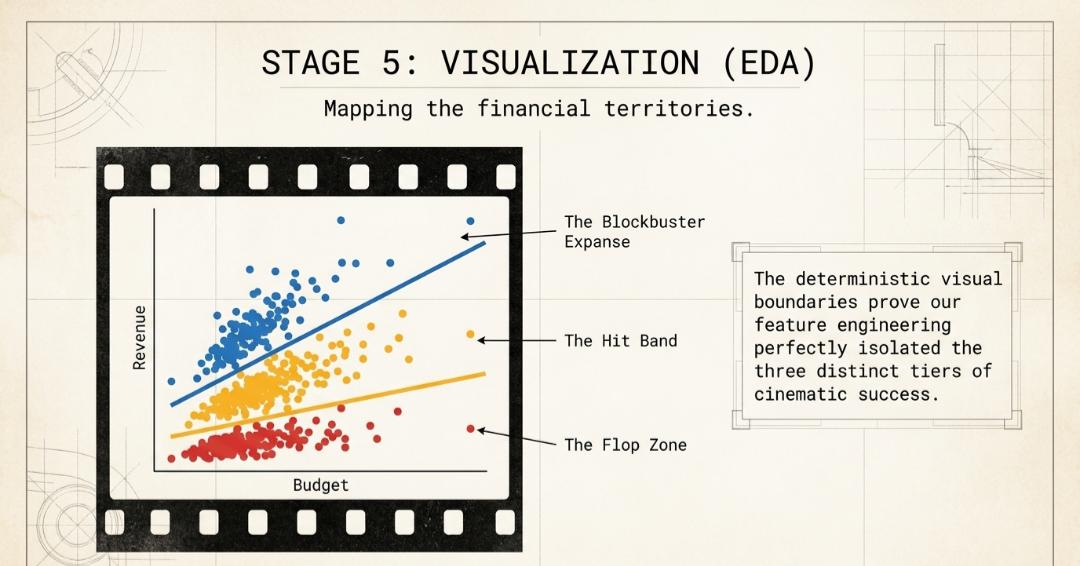 STAGE 5: VISUALIZATION (EDA)
Mapping the financial territories.
The Blockbuster
Expanse
The Hit Band
The Flop Zone
Revenue
Budget
The deterministic visual
boundaries prove our
feature engineering
perfectly isolated the
three distinct tiers of
cinematic success.